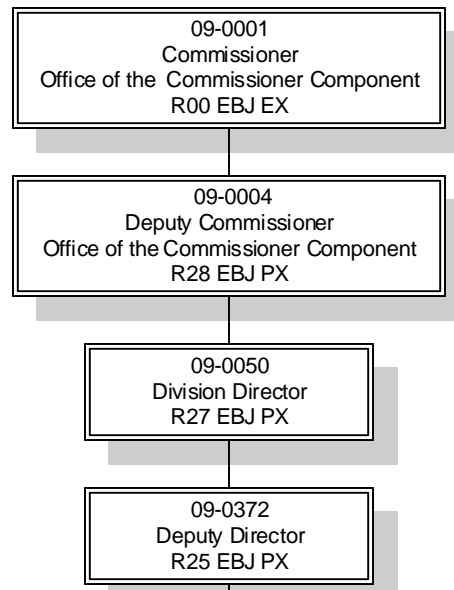 09-0001
Commissioner
Office of the Commissioner Component
R00 EBJ EX
09-0004
Deputy Commissioner
Office of the Commissioner Component
R28 EBJ PX
09-0050
Division Director
R27 EBJ PX
09-0372
Deputy Director
R25 EBJ PX